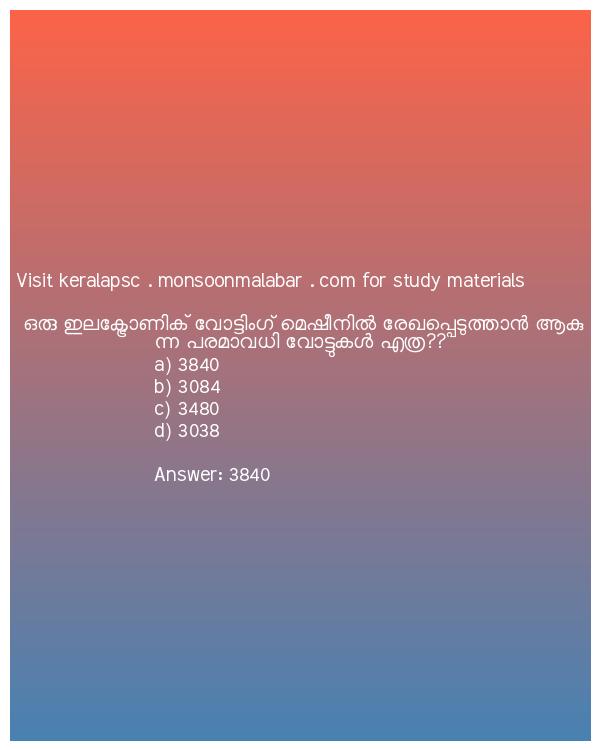 Visit keralapsc . monsoonmalabar . com for study materials
ഒരു ഇലക്ട്രോണിക് വോട്ടിംഗ് മെഷീനിൽ രേഖപ്പെടുത്താൻ ആകു
ന്ന പരമാവധി വോട്ടുകൾ എത്ര??
a) 3840
b) 3084
c) 3480
d) 3038
Answer: 3840